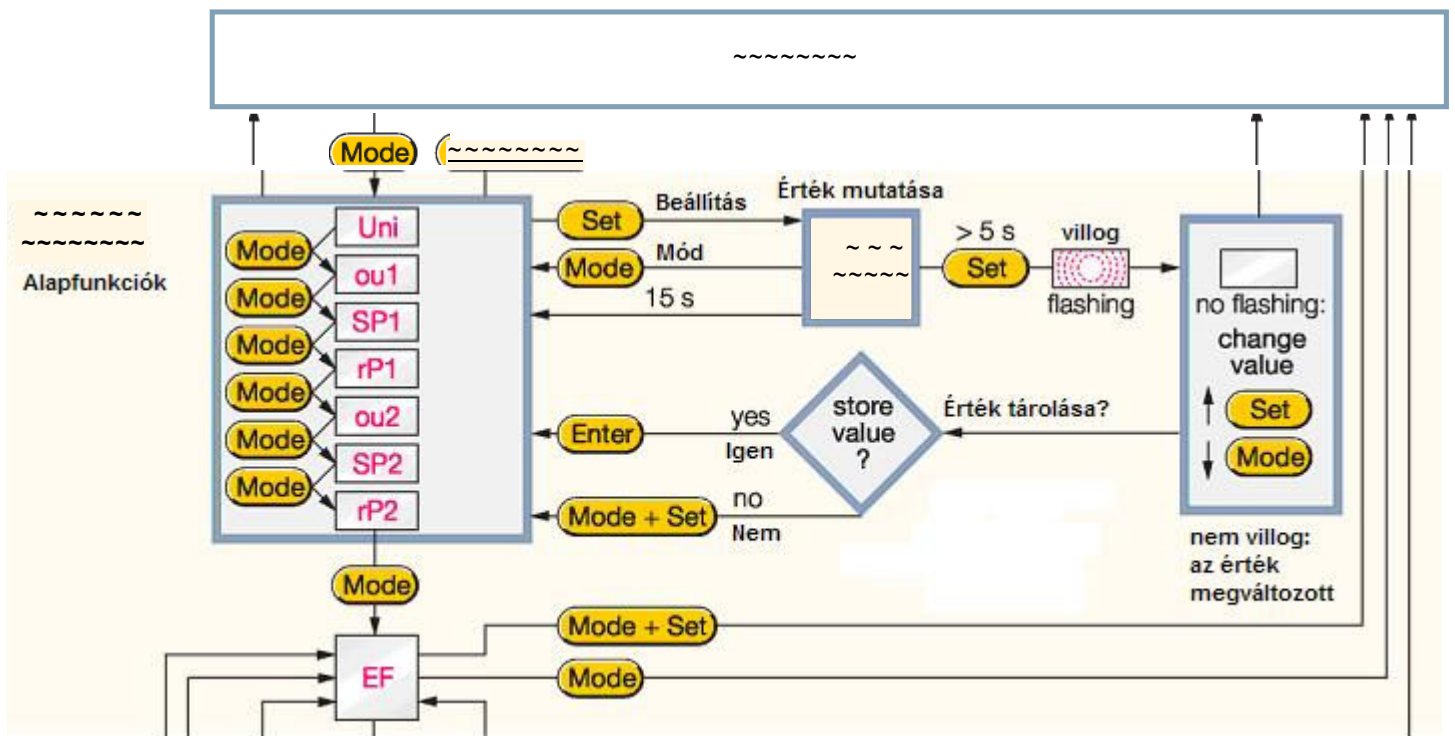 Mode
Alapfunkciók
Mode
Mode
Mode
Mode
Mode
Mode
Uni
ou1
SP1
rP1
ou2
SP2
rP2
Set
Beállítás
Mode
Mód
15 s
Érték mutatása
> 5 s
Set
villog
flashing
no flashing:
change
value
Set
Mode
nem villog:
az érték
megváltozott
Érték tárolása?
store
value
?
yes
Igen
Enter
no
Nem
Mode + Set
Mode
EF
Mode + Set
Mode